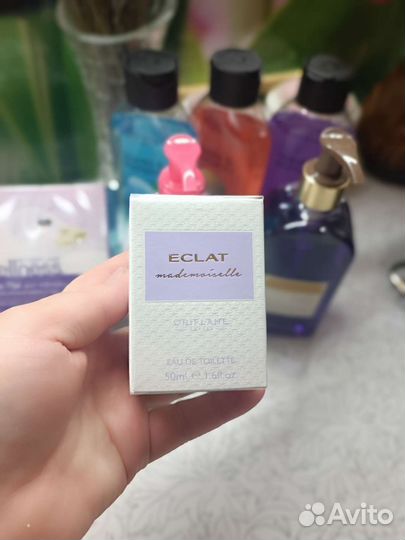 ECLAT
mademoiselle
ORIFLAME
EAU DE TOILETTE
50ml ℮ 1.6fl.oz
Avito